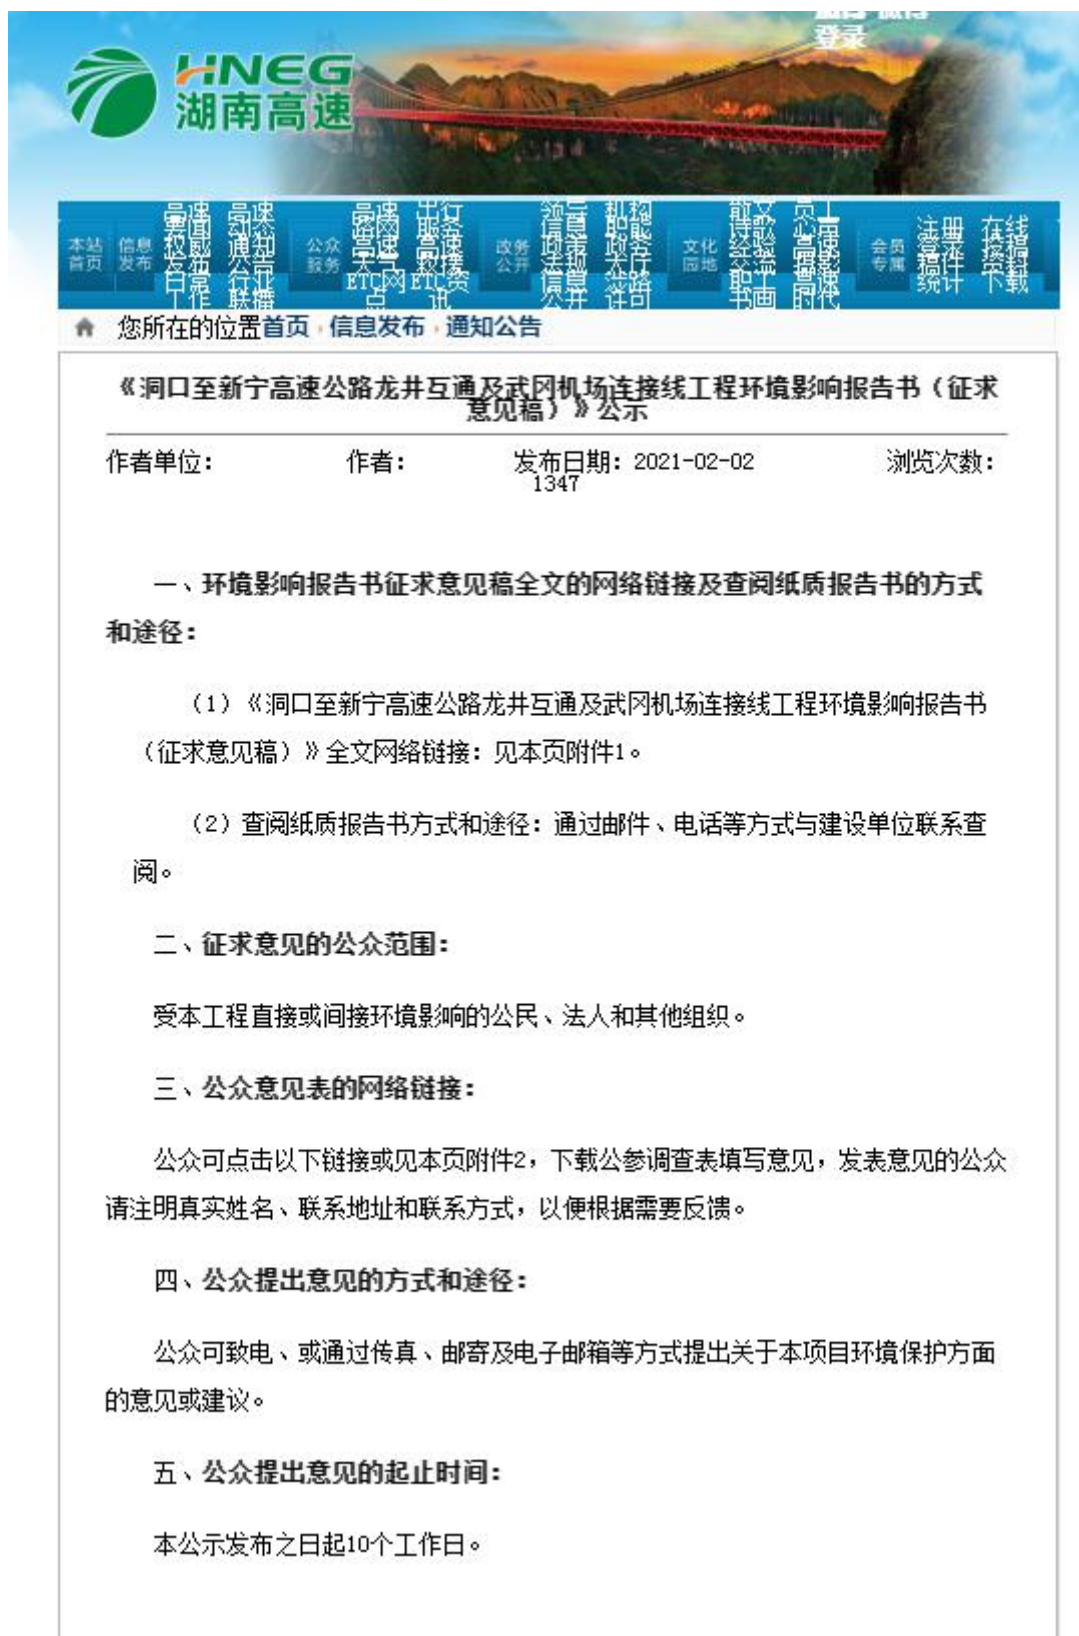 登录
HNEG
湖南高速
本站首页 信息发布 公众服务 政务公开 文化园地 会员专属
您所在的位置首页 信息发布 通知公告
《洞口至新宁高速公路龙井互通及武冈机场连接线工程环境影响报告书（征求
意见稿）》公示
作者单位： 作者： 发布日期：2021-02-02 浏览次数：
1347
一、环境影响报告书征求意见稿全文的网络链接及查阅纸质报告书的方式
和途径：
（1）《洞口至新宁高速公路龙井互通及武冈机场连接线工程环境影响报告书
（征求意见稿）》全文网络链接：见本页附件1。
（2）查阅纸质报告书方式和途径：通过邮件、电话等方式与建设单位联系查
阅。
二、征求意见的公众范围：
受本工程直接或间接环境影响的公民、法人和其他组织。
三、公众意见表的网络链接：
公众可点击以下链接或见本页附件2，下载公参调查表填写意见，发表意见的公众
请注明真实姓名、联系地址和联系方式，以便根据需要反馈。
四、公众提出意见的方式和途径：
公众可致电、或通过传真、邮寄及电子邮箱等方式提出关于本项目环境保护方面
的意见或建议。
五、公众提出意见的起止时间：
本公示发布之日起10个工作日。